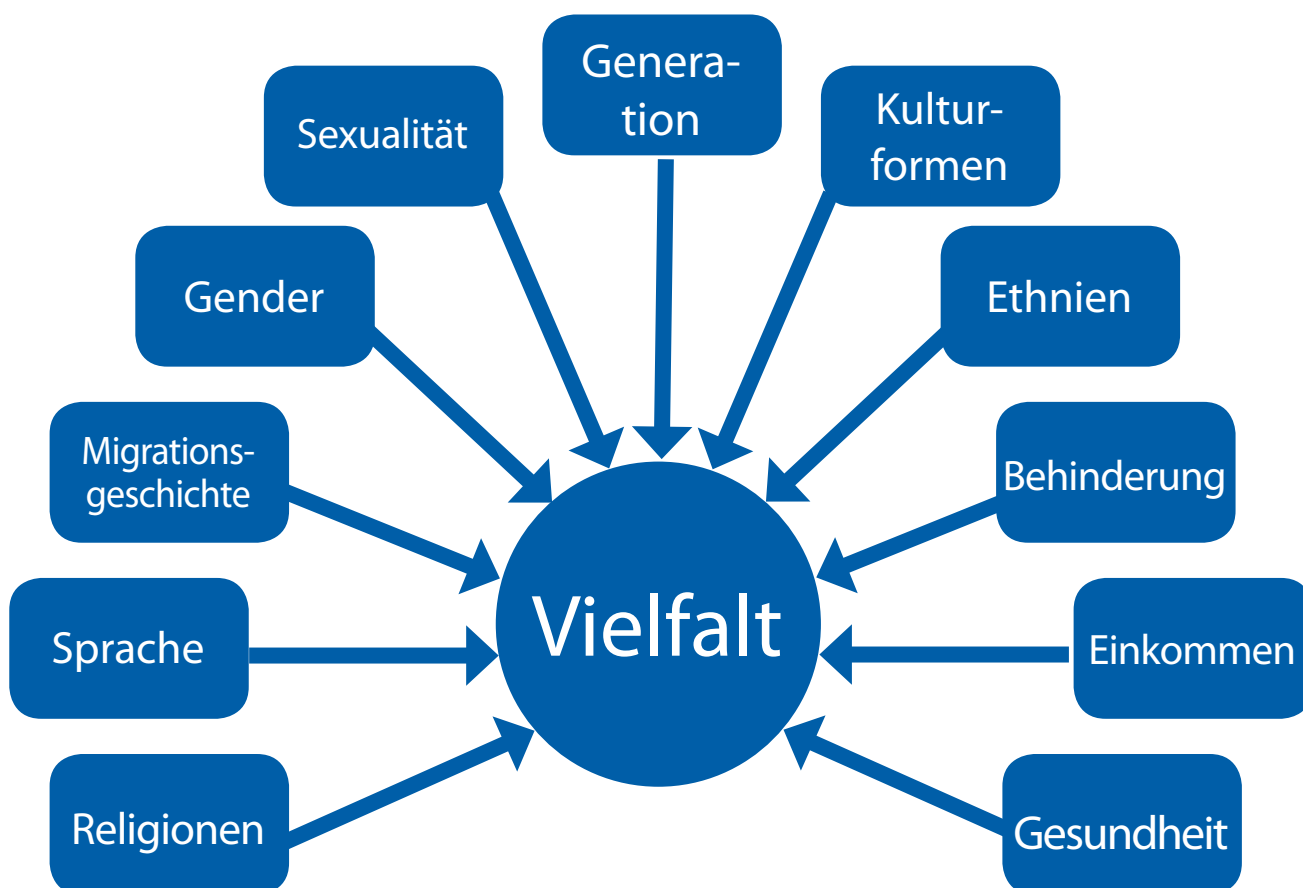 Genera-
tion
Sexualität
Kultur-
formen
Gender
Ethnien
Migrations-
geschichte
Behinderung
Vielfalt
Sprache
Einkommen
Religionen
Gesundheit